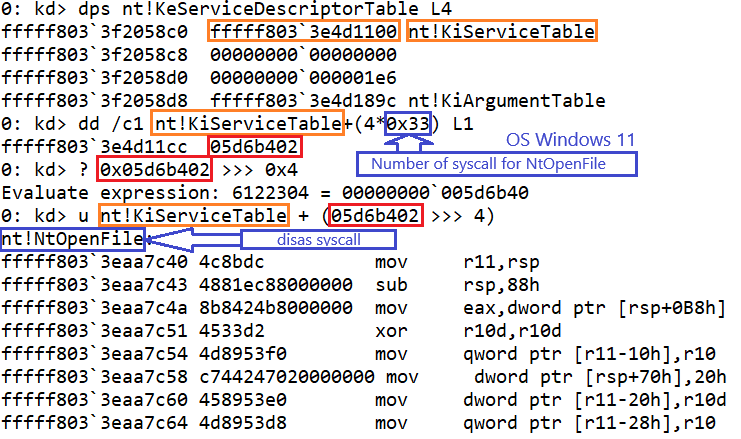 0: kd> dps nt!KeServiceDescriptorTable L4
fffff803`3f2058c0  fffff803`3e4d1100 nt!KiServiceTable
fffff803`3f2058c8  00000000`00000000
fffff803`3f2058d0  00000000`000001e6
fffff803`3f2058d8  fffff803`3e4d189c nt!KiArgumentTable
0: kd> dd /c1 nt!KiServiceTable+(4*0x33) L1
OS Windows 11
fffff803`3e4d11cc  05d6b402
Number of syscall for NtOpenFile
0: kd> ? 0x05d6b402 >>> 0x4
Evaluate expression: 6122304 = 00000000`005d6b40
0: kd> u nt!KiServiceTable + (05d6b402 >>> 4)
nt!NtOpenFile:
disas syscall
fffff803`3eaa7c40 4c8bdc          mov     r11,rsp
fffff803`3eaa7c43 4881ec88000000  sub     rsp,88h
fffff803`3eaa7c4a 8b8424b8000000  mov     eax,dword ptr [rsp+0B8h]
fffff803`3eaa7c51 4533d2          xor     r10d,r10d
fffff803`3eaa7c54 4d8953f0        mov     qword ptr [r11-10h],r10
fffff803`3eaa7c58 c744247020000000 mov     dword ptr [rsp+70h],20h
fffff803`3eaa7c60 458953e0        mov     dword ptr [r11-20h],r10d
fffff803`3eaa7c64 4d8953d8        mov     qword ptr [r11-28h],r10